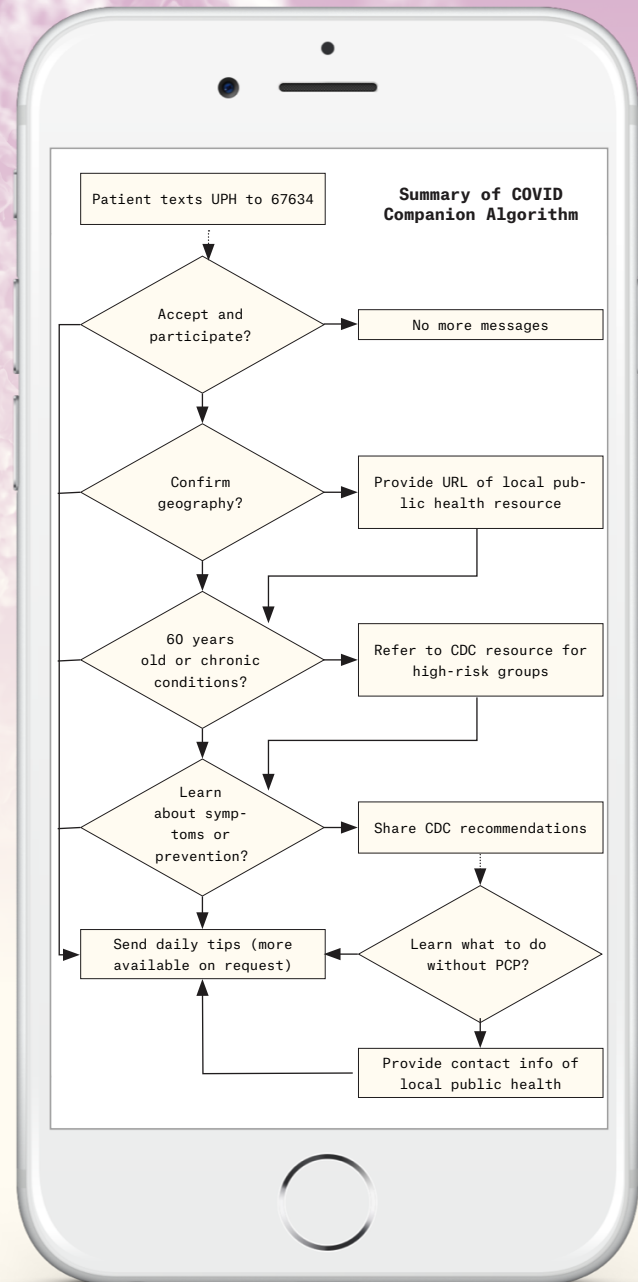 Patient texts UPH to 67634
Summary of COVID
Companion Algorithm
Accept and
participate?
No more messages
Confirm
geography?
Provide URL of local pub-
lic health resource
60 years
old or chronic
conditions?
Refer to CDC resource for
high-risk groups
Learn
about symp-
toms or
prevention?
Share CDC recommendations
Send daily tips (more
available on request)
Learn what to do
without PCP?
Provide contact info of
local public health